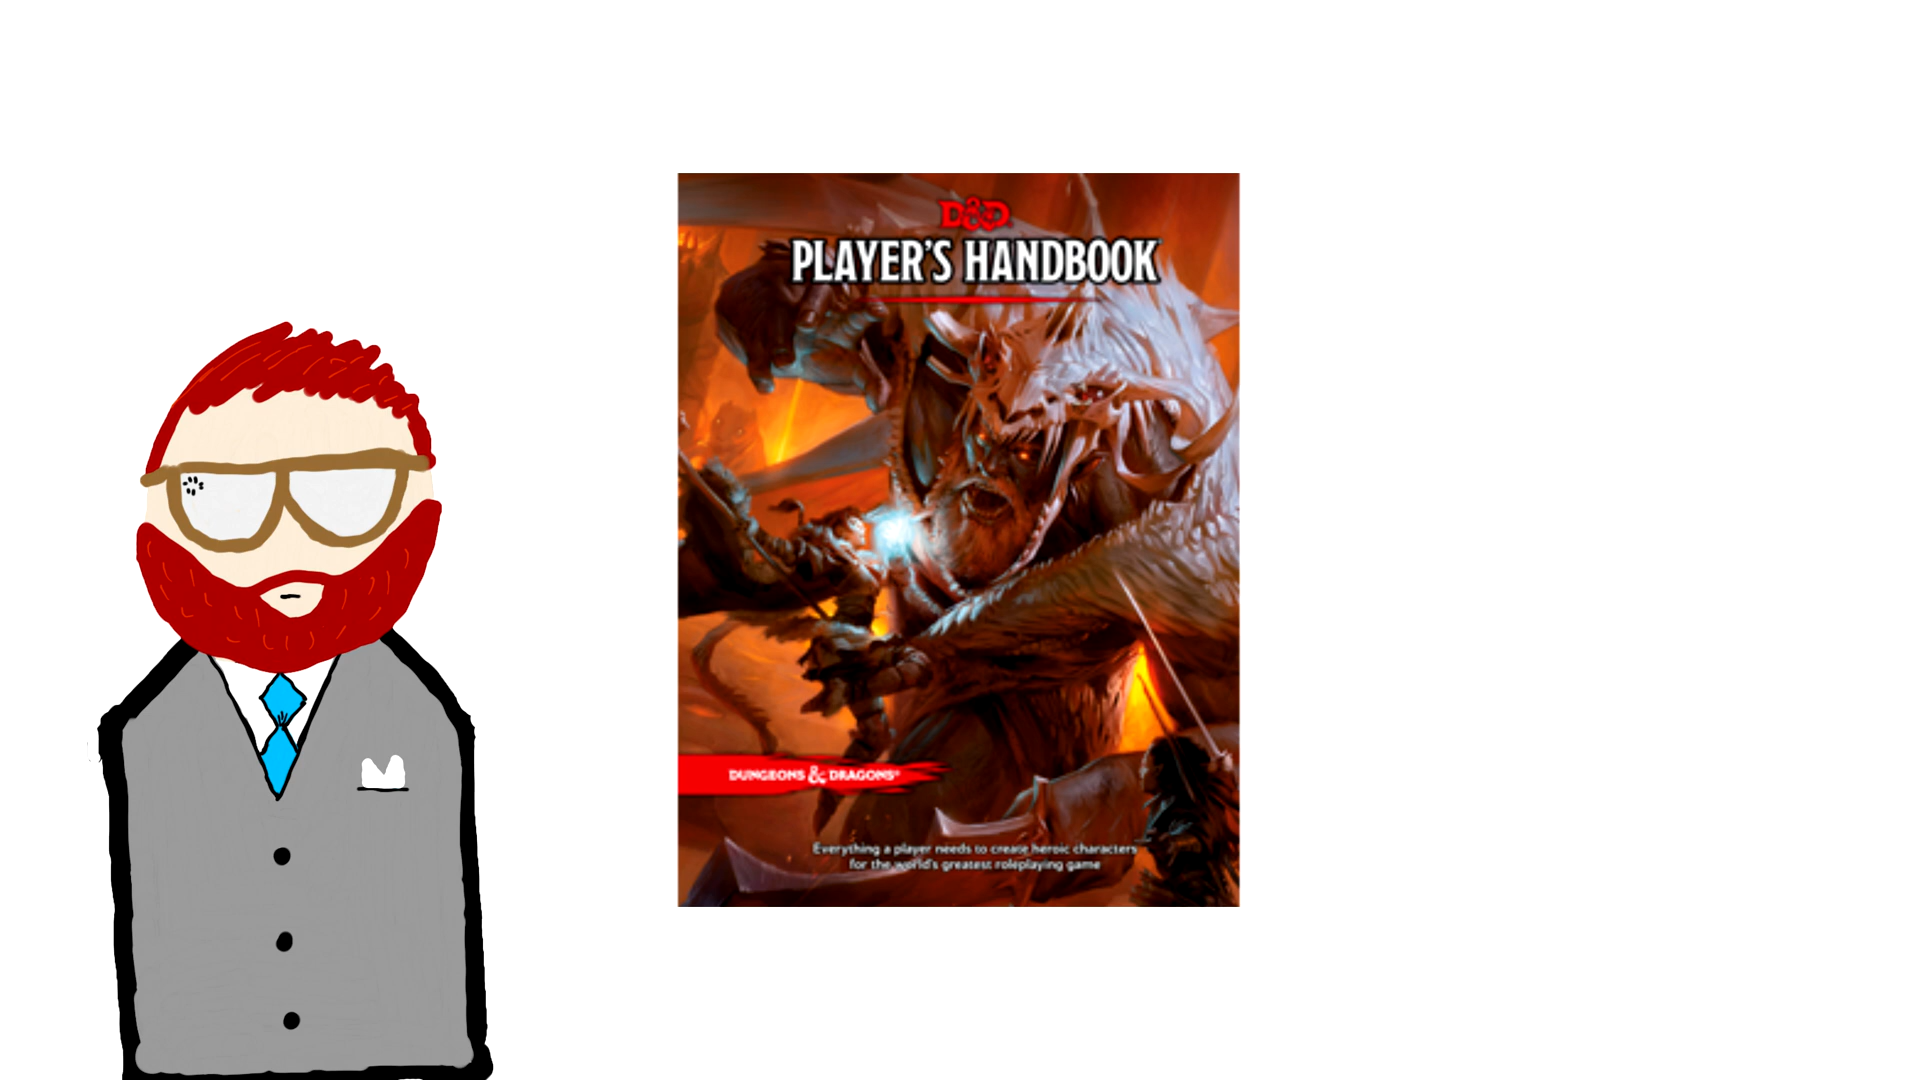 D&D
PLAYER'S HANDBOOK
DUNGEONS & DRAGONS®
Everything a player needs to create heroic characters
for the world's greatest roleplaying game